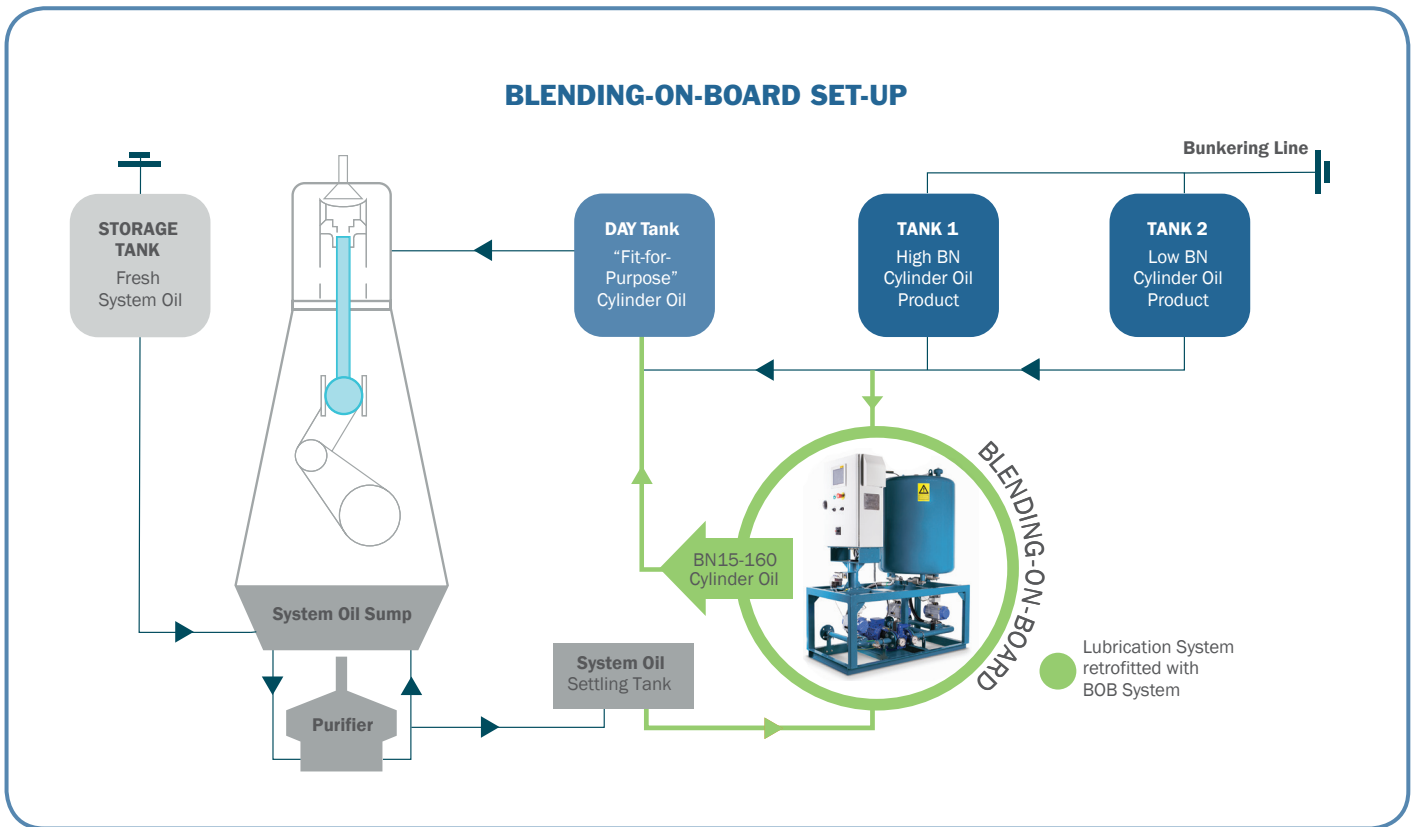 BLENDING-ON-BOARD SET-UP
Bunkering Line
STORAGE
TANK
Fresh
System Oil
DAY Tank
“Fit-for-
Purpose”
Cylinder Oil
TANK 1
High BN
Cylinder Oil
Product
TANK 2
Low BN
Cylinder Oil
Product
BLENDING-ON-BOARD
BN15-160
Cylinder Oil
System Oil Sump
System Oil
Settling Tank
Purifier
Lubrication System
retrofitted with
BOB System